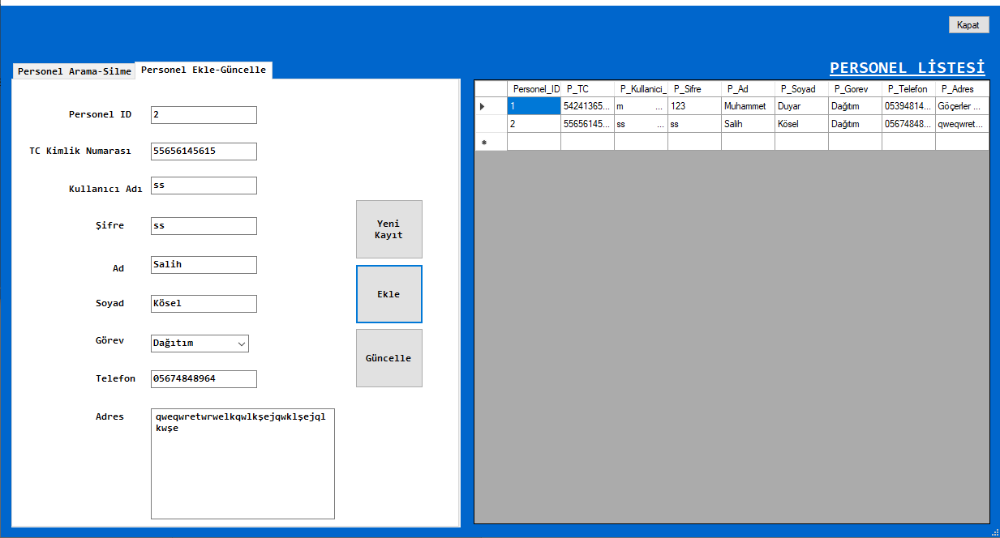 Kapat
Personel Arama-Silme Personel Ekle-Güncelle
PERSONEL LİSTESİ
Personel ID 2
TC Kimlik Numarası 55656145615
Kullanıcı Adı ss
Şifre ss
Ad Salih
Soyad Kösel
Görev Dağıtım
Telefon 05674848964
Adres qweqwretwrwelkqwlkşejqwklşejql
kwşe
Yeni
Kayıt
Ekle
Güncelle
Personel_ID P_TC P_Kullanici_ P_Sifre P_Ad P_Soyad P_Gorev P_Telefon P_Adres
1 54241365... m ... 123 Muhammet Duyar Dağıtım 05394814... Göçerler ...
2 55656145... ss ... ss Salih Kösel Dağıtım 05674848... qweqwret...